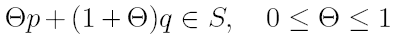 Θp + (1 + Θ)q ∈ S, 0 ≤ Θ ≤ 1